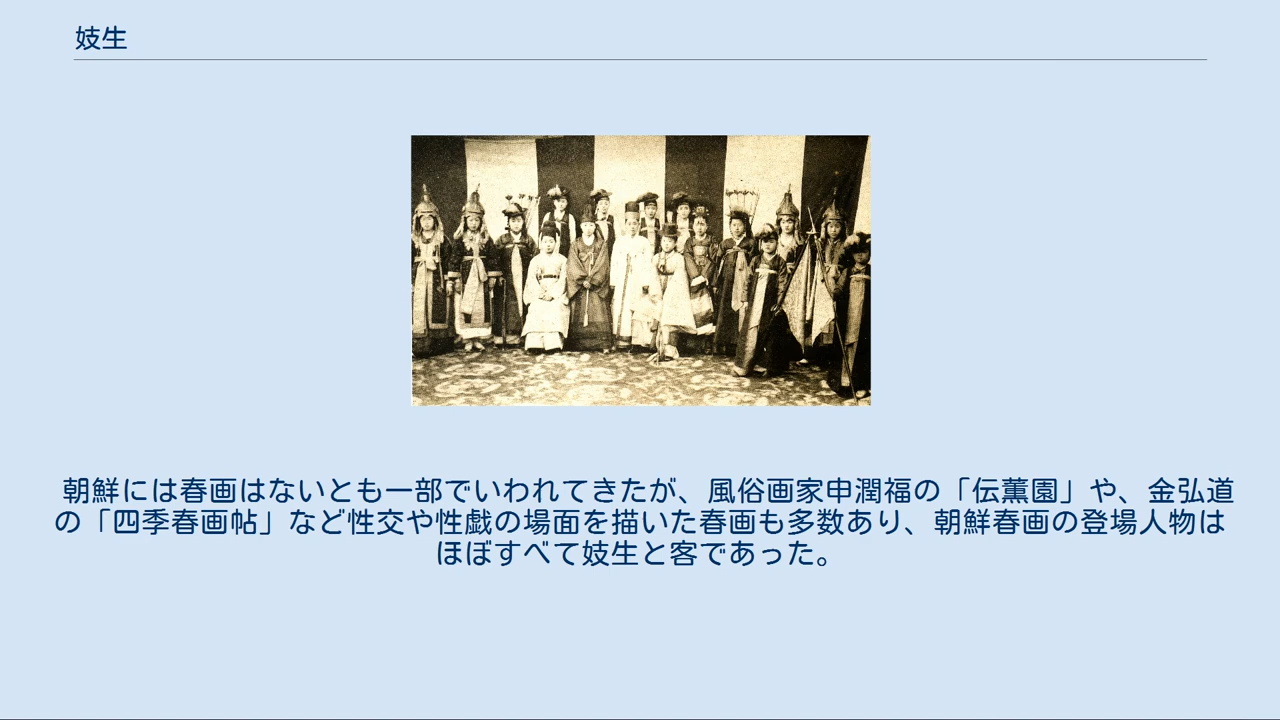 妓生
朝鮮には春画はないとも一部でいわれてきたが、風俗画家申潤福の「伝薫園」や、金弘道
の「四季春画帖」など性交や性戯の場面を描いた春画も多数あり、朝鮮春画の登場人物は
ほぼすべて妓生と客であった。